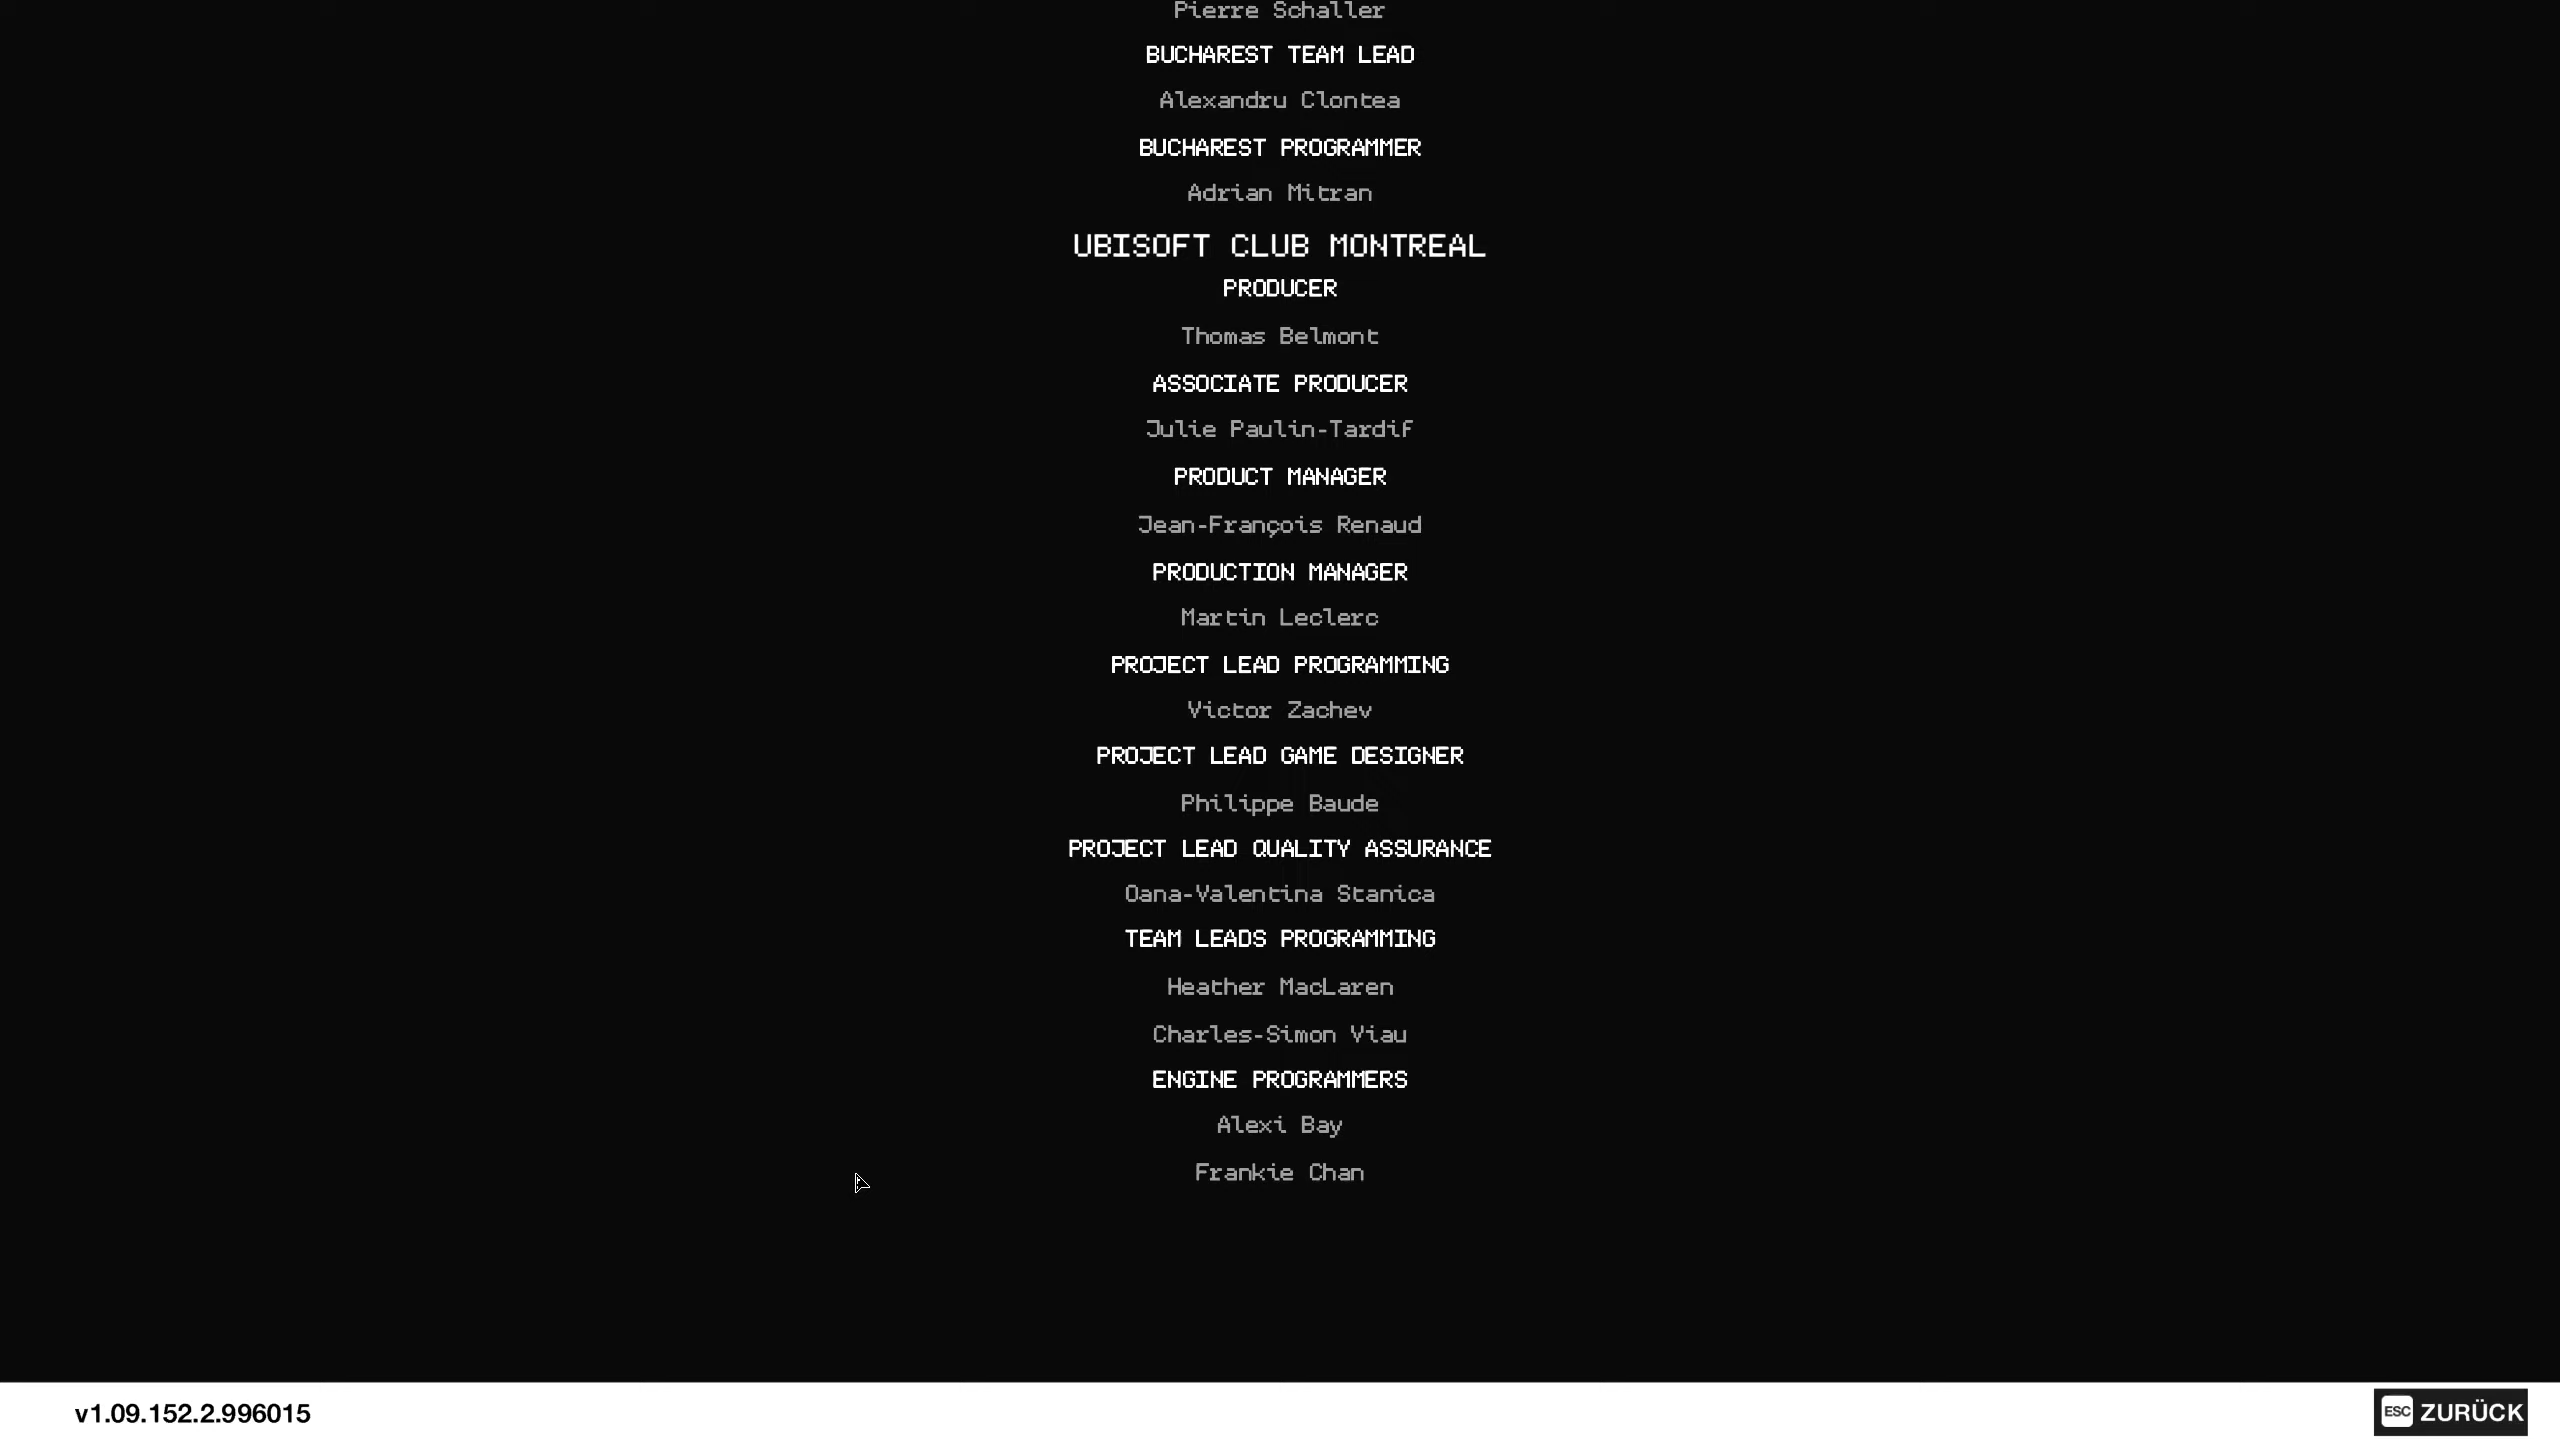 Pierre Schaller
BUCHAREST TEAM LEAD
Alexandru Clontea
BUCHAREST PROGRAMMER
Adrian Mitran
UBISOFT CLUB MONTREAL
PRODUCER
Thomas Belmont
ASSOCIATE PRODUCER
Julie Paulin-Tardif
PRODUCT MANAGER
Jean-François Renaud
PRODUCTION MANAGER
Martin Leclerc
PROJECT LEAD PROGRAMMING
Victor Zachev
PROJECT LEAD GAME DESIGNER
Philippe Baude
PROJECT LEAD QUALITY ASSURANCE
Oana-Valentina Stanica
TEAM LEADS PROGRAMMING
Heather MacLaren
Charles-Simon Viau
ENGINE PROGRAMMERS
Alexi Bay
Frankie Chan
v1.09.152.2.996015
ESC ZURÜCK